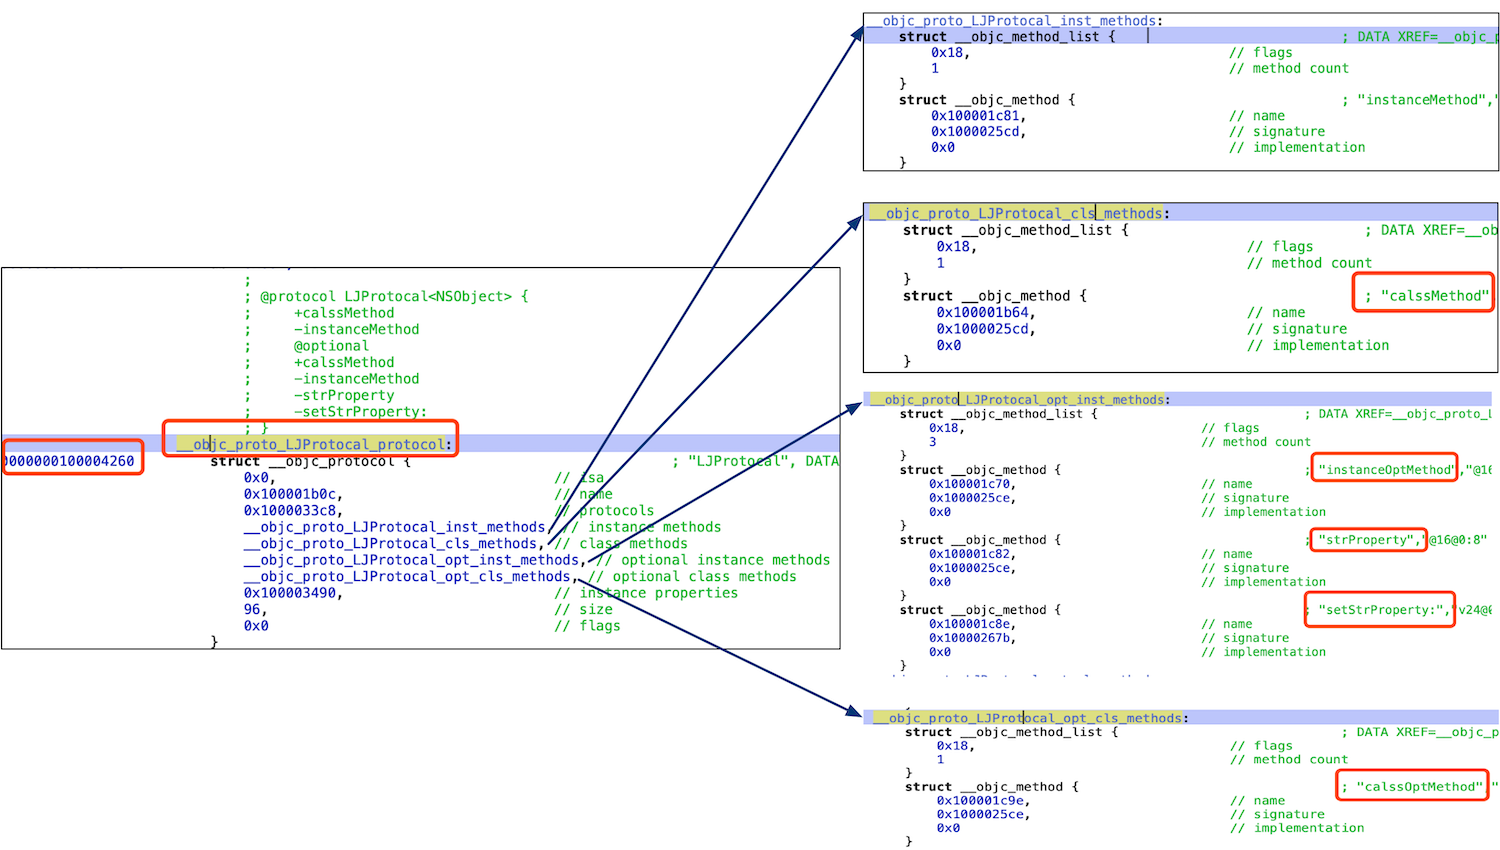 ;
; @protocol LJProtocal<NSObject> {
;     +calssMethod
;     -instanceMethod
;     @optional
;     +calssMethod
;     -instanceMethod
;     -strProperty
;     -setStrProperty:
; }
__objc_proto_LJProtocal_protocol:
0000000100004260 struct __objc_protocol { ; "LJProtocal", DATA
0x0, // isa
0x100001b0c, // name
0x1000033c8, // protocols
__objc_proto_LJProtocal_inst_methods, // instance methods
__objc_proto_LJProtocal_cls_methods, // class methods
__objc_proto_LJProtocal_opt_inst_methods, // optional instance methods
__objc_proto_LJProtocal_opt_cls_methods, // optional class methods
0x100003490, // instance properties
96, // size
0x0 // flags
}
__objc_proto_LJProtocal_inst_methods:
struct __objc_method_list { ; DATA XREF=__objc_p
0x18, // flags
1 // method count
}
struct __objc_method { ; "instanceMethod","
0x100001c81, // name
0x1000025cd, // signature
0x0 // implementation
}
__objc_proto_LJProtocal_cls_methods:
struct __objc_method_list { ; DATA XREF=__ob
0x18, // flags
1 // method count
}
struct __objc_method { ; "calssMethod"
0x100001b64, // name
0x1000025cd, // signature
0x0 // implementation
}
__objc_proto_LJProtocal_opt_inst_methods:
struct __objc_method_list { ; DATA XREF=__objc_proto_L
0x18, // flags
3 // method count
}
struct __objc_method { ; "instanceOptMethod","@16
0x100001c70, // name
0x1000025ce, // signature
0x0 // implementation
}
struct __objc_method { ; "strProperty","@16@0:8"
0x100001c82, // name
0x1000025ce, // signature
0x0 // implementation
}
struct __objc_method { ; "setStrProperty:","v24@0
0x100001c8e, // name
0x10000267b, // signature
0x0 // implementation
}
__objc_proto_LJProtocal_opt_cls_methods:
struct __objc_method_list { ; DATA XREF=__objc_p
0x18, // flags
1 // method count
}
struct __objc_method { ; "calssOptMethod","
0x100001c9e, // name
0x1000025ce, // signature
0x0 // implementation
}